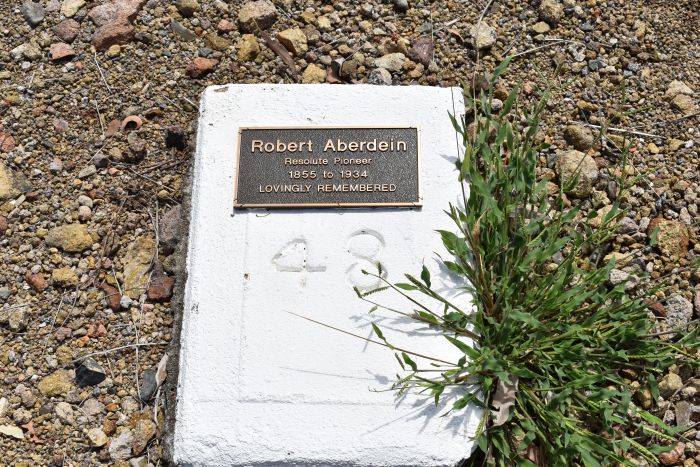 Robert Aberdein
Resolute Pioneer
1855 to 1934
LOVINGLY REMEMBERED
48